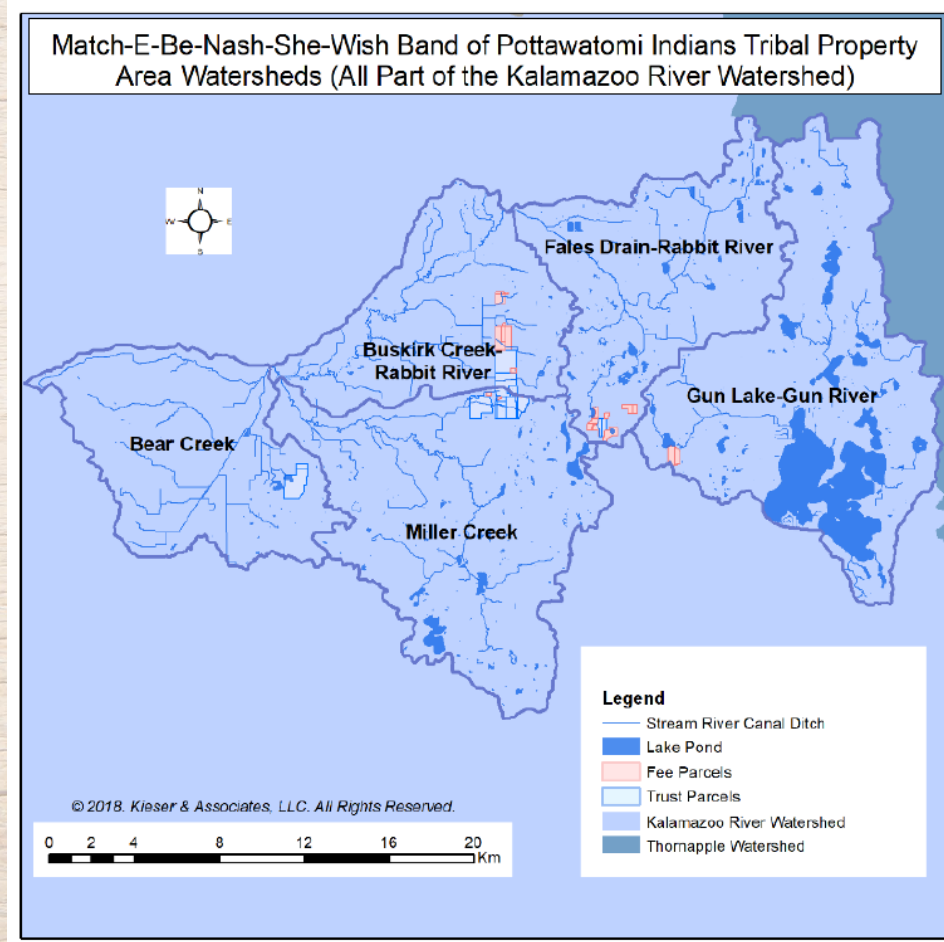 Match-E-Be-Nash-She-Wish Band of Pottawatomi Indians Tribal Property
Area Watersheds (All Part of the Kalamazoo River Watershed)
N
W
E
S
Fales Drain-Rabbit River
Buskirk Creek-
Rabbit River
Gun Lake-Gun River
Bear Creek
Miller Creek
Legend
Stream River Canal Ditch
Lake Pond
Fee Parcels
Trust Parcels
Kalamazoo River Watershed
Thornapple Watershed
© 2018. Kieser & Associates, LLC. All Rights Reserved.
0 2 4 8 12 16 20
Km